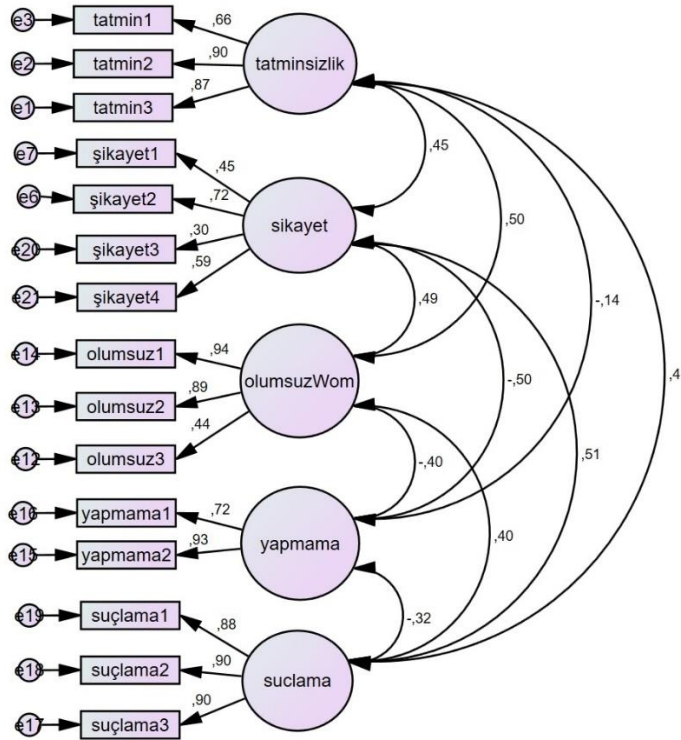 e3 tatmin1 ,66
e2 tatmin2 ,90 tatminsizlik
e1 tatmin3 ,87
e7 şikayet1 ,45 ,45
e6 şikayet2 ,72 sikayet ,50
e20 şikayet3 ,30
e21 şikayet4 ,59 ,49 -,14
e14 olumsuz1 ,94 ,4
e13 olumsuz2 ,89 olumsuzWom -,50
e12 olumsuz3 ,44 -,40 ,51
e16 yapmama1 ,72 ,40
e15 yapmama2 ,93 yapmama
e19 suçlama1 ,88 -,32
e18 suçlama2 ,90 suclama
e17 suçlama3 ,90